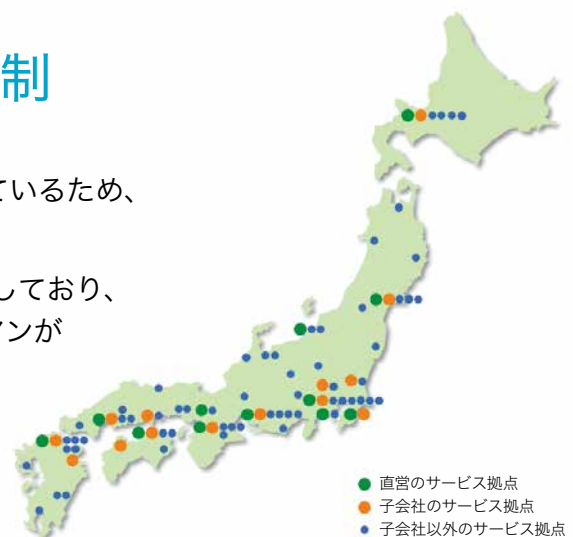 制
ているため、
しており、
アンが
直営のサービス拠点
子会社のサービス拠点
子会社以外のサービス拠点